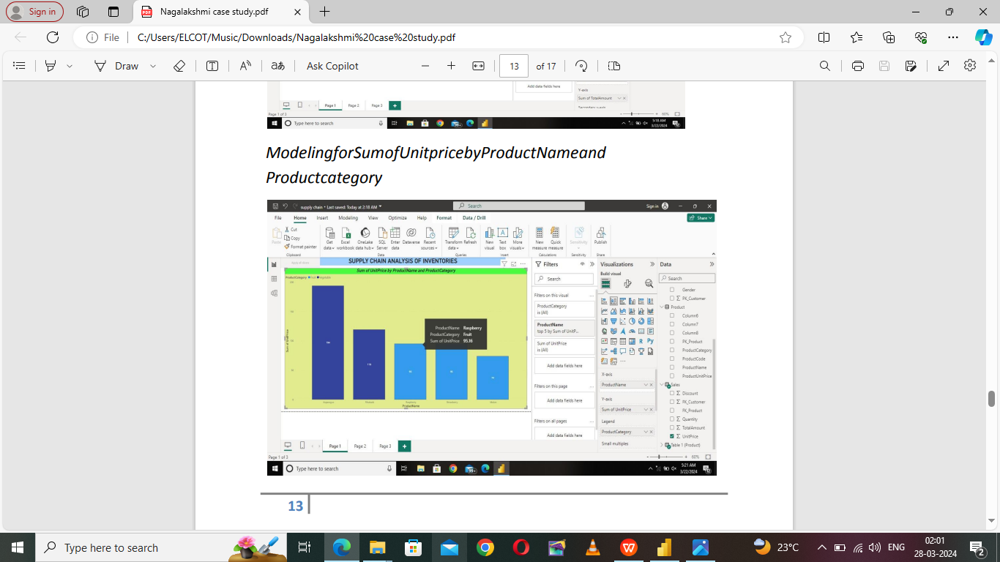 Sign in
Nagalakshmi case study.pdf
File
C:/Users/ELCOT/Music/Downloads/Nagalakshmi%20case%20study.pdf
Draw
Ask Copilot
13 of 17
Add data fields here
Y-axis
Sum of TotalAmount
Page 1 Page 2 Page 3
Page 1 of 3
60%
Type here to search
5:18 AM
3/22/2024
ModelingforSumofUnitpricebyProductNameand
Productcategory
supply chain • Last saved: Today at 2:18 AM
Search
Sign in
File Home Insert Modeling View Optimize Help Format Data / Drill
Share
Paste
Cut
Copy
Format painter
Clipboard
Get data
Excel workbook
OneLake data hub
SQL Server
Enter data
Dataverse
Recent sources
Data
Transform data
Refresh
Queries
New visual
Text box
More visuals
Insert
New measure
Quick measure
Calculations
Sensitivity
Sensitivity
Publish
Share
SUPPLY CHAIN ANALYSIS OF INVENTORIES
Sum of UnitPrice by ProductName and ProductCategory
ProductCategory Fruit Vegetable
Sum of UnitPrice
ProductName Raspberry
ProductCategory Fruit
Sum of UnitPrice 95.16
ProductName
Filters
Search
Filters on this visual
ProductCategory
is (All)
ProductName
top 5 by Sum of UnitP...
Sum of UnitPrice
is (All)
Add data fields here
Filters on this page
Add data fields here
Filters on all pages
Add data fields here
Visualizations
Build visual
X-axis
ProductName
Y-axis
Sum of UnitPrice
Legend
ProductCategory
Small multiples
Data
Search
Gender
PK_Customer
Product
Column6
Column7
Column8
PK_Product
ProductCategory
ProductCode
ProductName
ProductUnitPrice
Sales
Discount
FK_Customer
FK_Product
Quantity
TotalAmount
UnitPrice
Table 1 (Product)
Page 1 Page 2 Page 3
Page 1 of 3
60%
Type here to search
5:21 AM
3/22/2024
13
Type here to search
23°C
ENG
02:01
28-03-2024
2